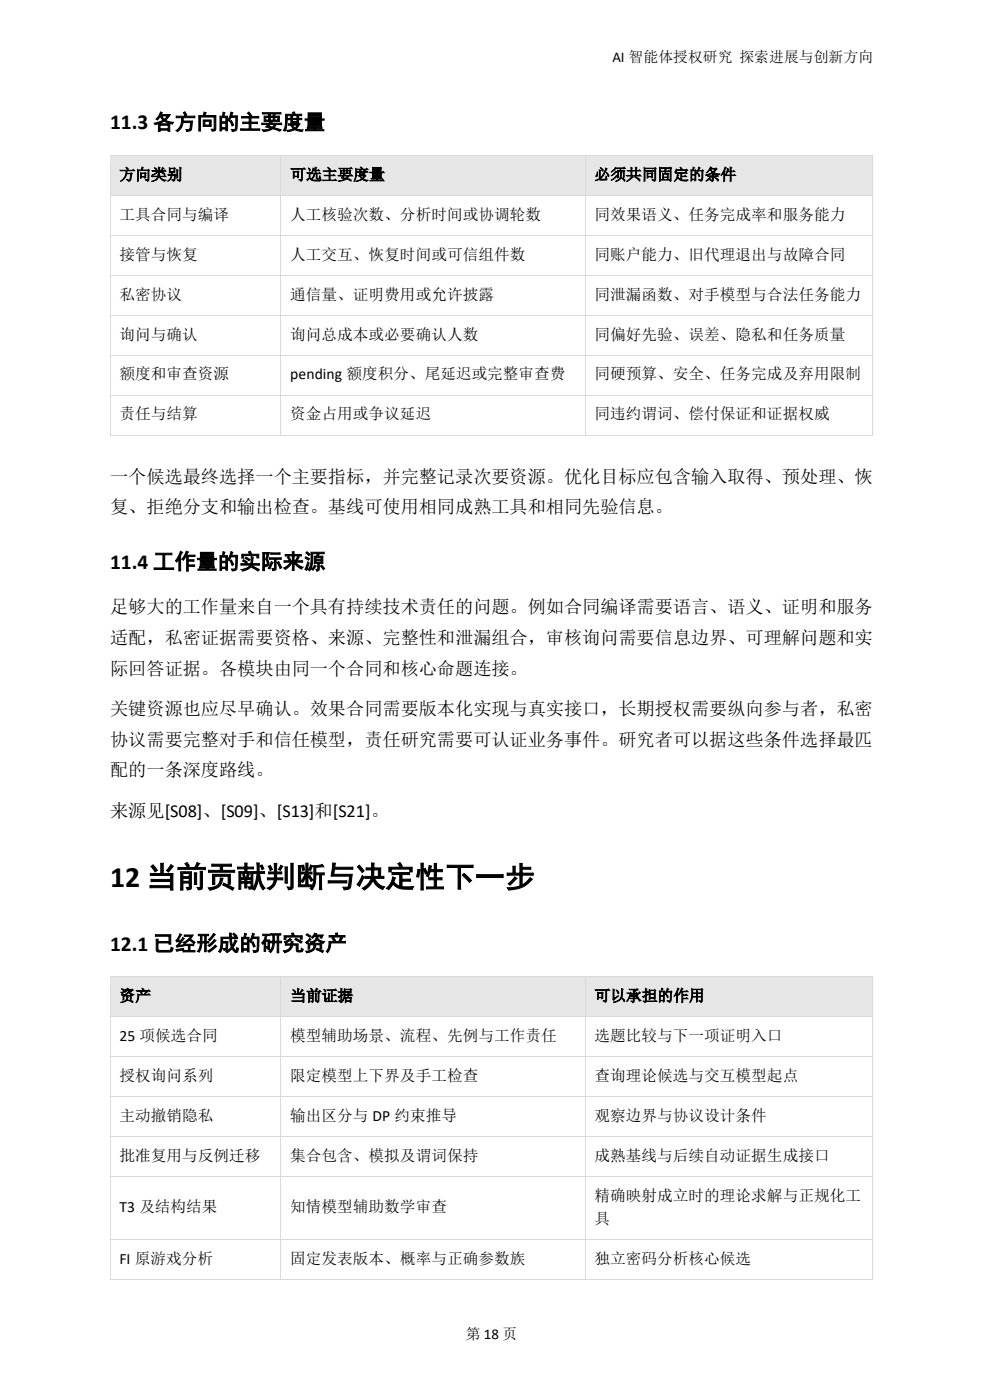 AI 智能体授权研究 探索进展与创新方向
11.3 各方向的主要度量
方向类别 可选主要度量 必须共同固定的条件
工具合同与编译 人工核验次数、分析时间或协调轮数 同效果语义、任务完成率和服务能力
接管与恢复 人工交互、恢复时间或可信组件数 同账户能力、旧代理退出与故障合同
私密协议 通信量、证明费用或允许披露 同泄漏函数、对手模型与合法任务能力
询问与确认 询问总成本或必要确认人数 同偏好先验、误差、隐私和任务质量
额度和审查资源 pending 额度积分、尾延迟或完整审查费 同硬预算、安全、任务完成及弃用限制
责任与结算 资金占用或争议延迟 同违约谓词、偿付保证和证据权威
一个候选最终选择一个主要指标，并完整记录次要资源。优化目标应包含输入取得、预处理、恢
复、拒绝分支和输出检查。基线可使用相同成熟工具和相同先验信息。
11.4 工作量的实际来源
足够大的工作量来自一个具有持续技术责任的问题。例如合同编译需要语言、语义、证明和服务
适配，私密证据需要资格、来源、完整性和泄漏组合，审核询问需要信息边界、可理解问题和实
际回答证据。各模块由同一个合同和核心命题连接。
关键资源也应尽早确认。效果合同需要版本化实现与真实接口，长期授权需要纵向参与者，私密
协议需要完整对手和信任模型，责任研究需要可认证业务事件。研究者可以据这些条件选择最匹
配的一条深度路线。
来源见[S08]、[S09]、[S13]和[S21]。
12 当前贡献判断与决定性下一步
12.1 已经形成的研究资产
资产 当前证据 可以承担的作用
25 项候选合同 模型辅助场景、流程、先例与工作责任 选题比较与下一项证明入口
授权询问系列 限定模型上下界及手工检查 查询理论候选与交互模型起点
主动撤销隐私 输出区分与 DP 约束推导 观察边界与协议设计条件
批准复用与反例迁移 集合包含、模拟及谓词保持 成熟基线与后续自动证据生成接口
T3 及结构结果 知情模型辅助数学审查 精确映射成立时的理论求解与正规化工
具
FI 原游戏分析 固定发表版本、概率与正确参数族 独立密码分析核心候选
第 18 页